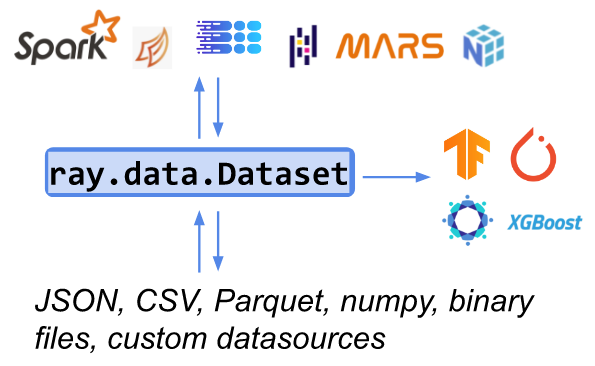 Spark
MARS
ray.data.Dataset
XGBoost
JSON, CSV, Parquet, numpy, binary
files, custom datasources